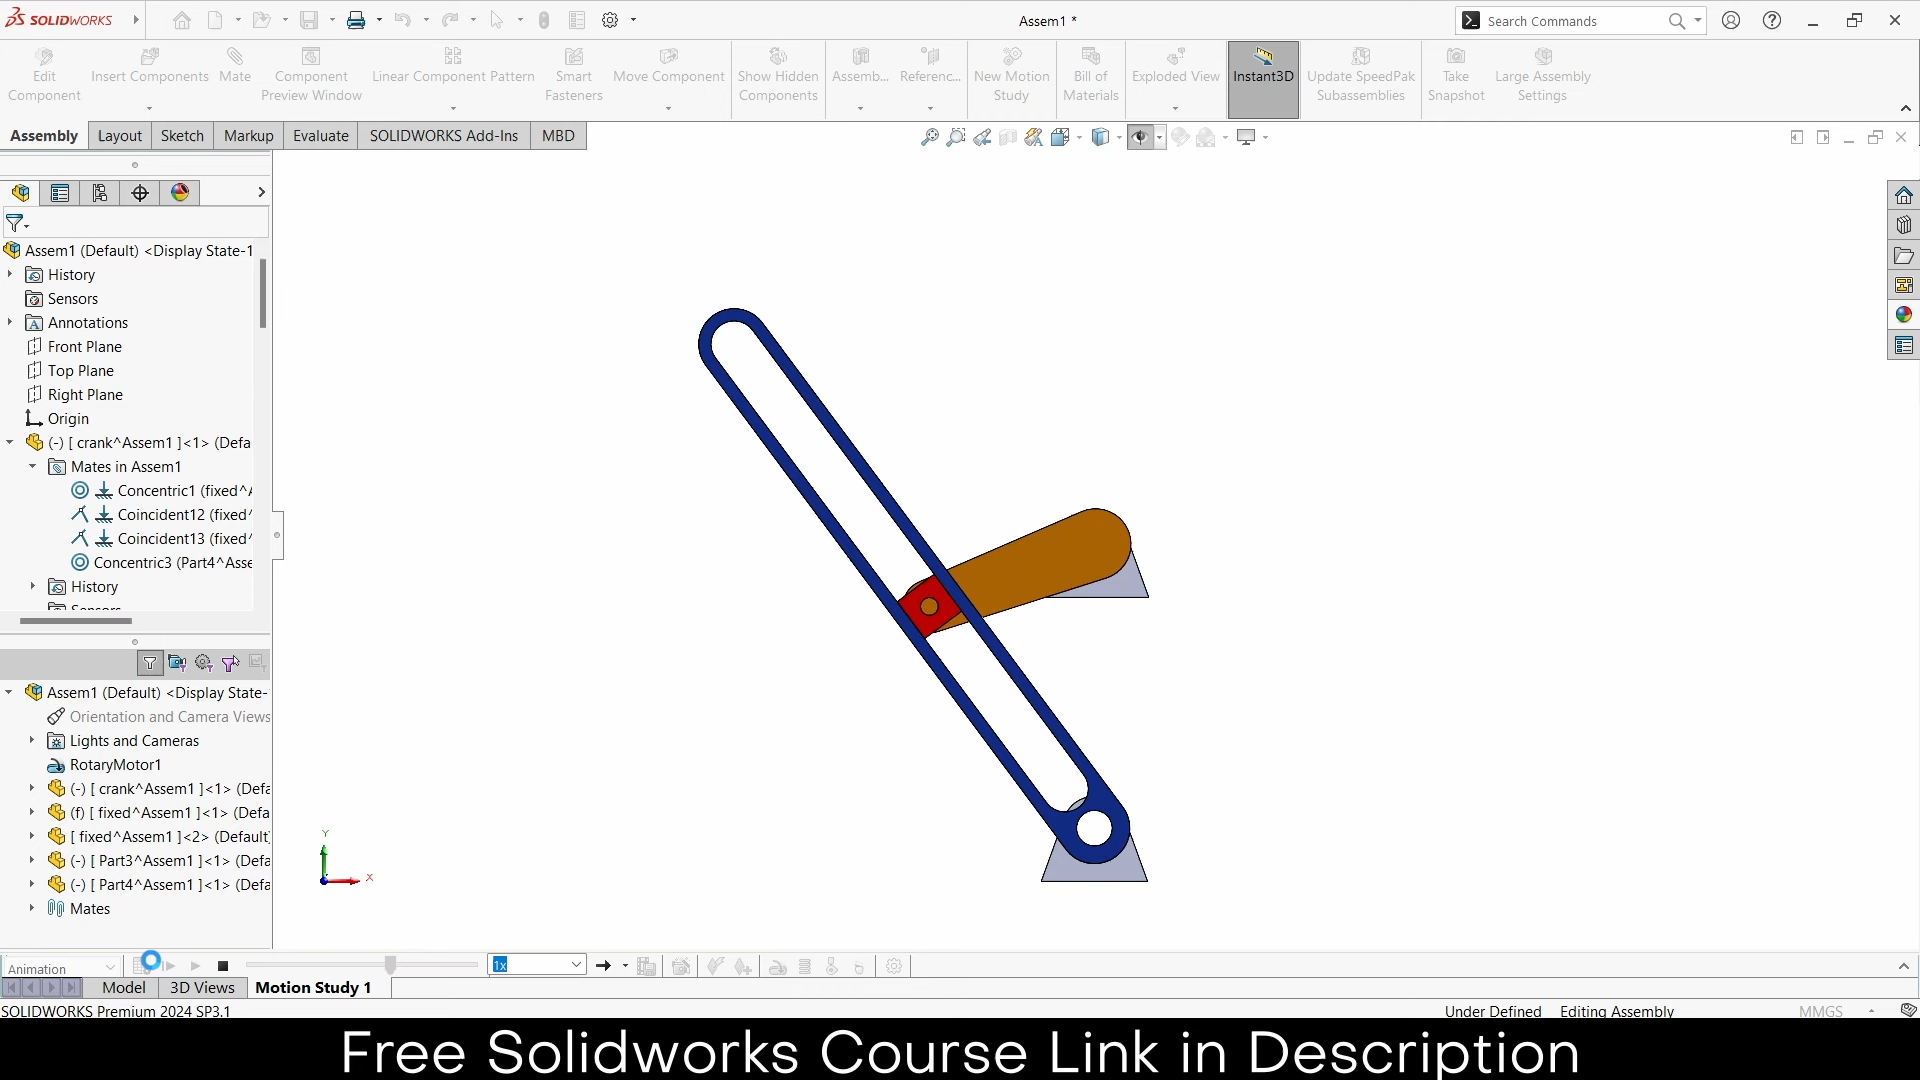 SOLIDWORKS
Assem1 *
Search Commands
Edit Component
Insert Components
Mate
Component Preview Window
Linear Component Pattern
Smart Fasteners
Move Component
Show Hidden Components
Assemb...
Referenc...
New Motion Study
Bill of Materials
Exploded View
Instant3D
Update SpeedPak Subassemblies
Take Snapshot
Large Assembly Settings
Assembly
Layout
Sketch
Markup
Evaluate
SOLIDWORKS Add-Ins
MBD
Assem1 (Default) <Display State-1
History
Sensors
Annotations
Front Plane
Top Plane
Right Plane
Origin
(-) [ crank^Assem1 ]<1> (Defa
Mates in Assem1
Concentric1 (fixed^A
Coincident12 (fixed^
Coincident13 (fixed^
Concentric3 (Part4^Asse
History
Sensors
Assem1 (Default) <Display State-
Orientation and Camera Views
Lights and Cameras
RotaryMotor1
(-) [ crank^Assem1 ]<1> (Defa
(f) [ fixed^Assem1 ]<1> (Defa
[ fixed^Assem1 ]<2> (Default)
(-) [ Part3^Assem1 ]<1> (Defa
(-) [ Part4^Assem1 ]<1> (Defa
Mates
Y
X
Animation
1x
Model
3D Views
Motion Study 1
SOLIDWORKS Premium 2024 SP3.1
Under Defined
Editing Assembly
MMGS
Free Solidworks Course Link in Description